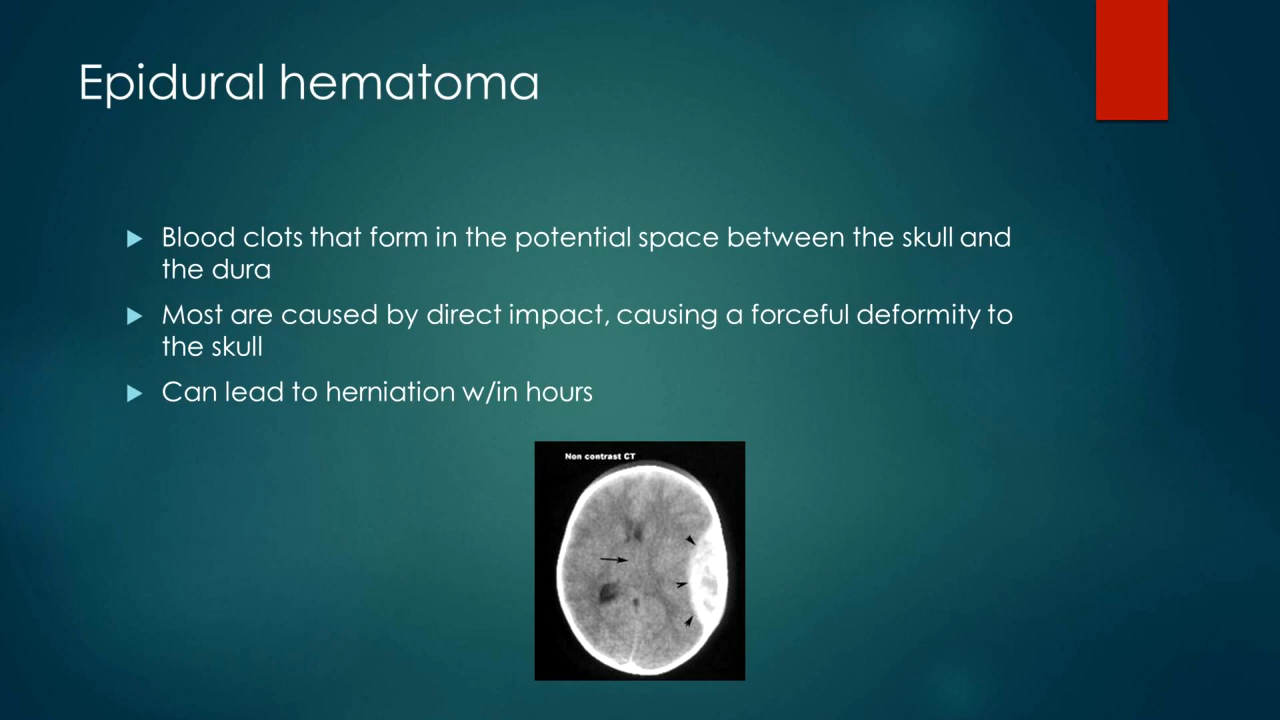 Epidural hematoma
Blood clots that form in the potential space between the skull and
the dura
Most are caused by direct impact, causing a forceful deformity to
the skull
Can lead to herniation w/in hours
Non contrast CT